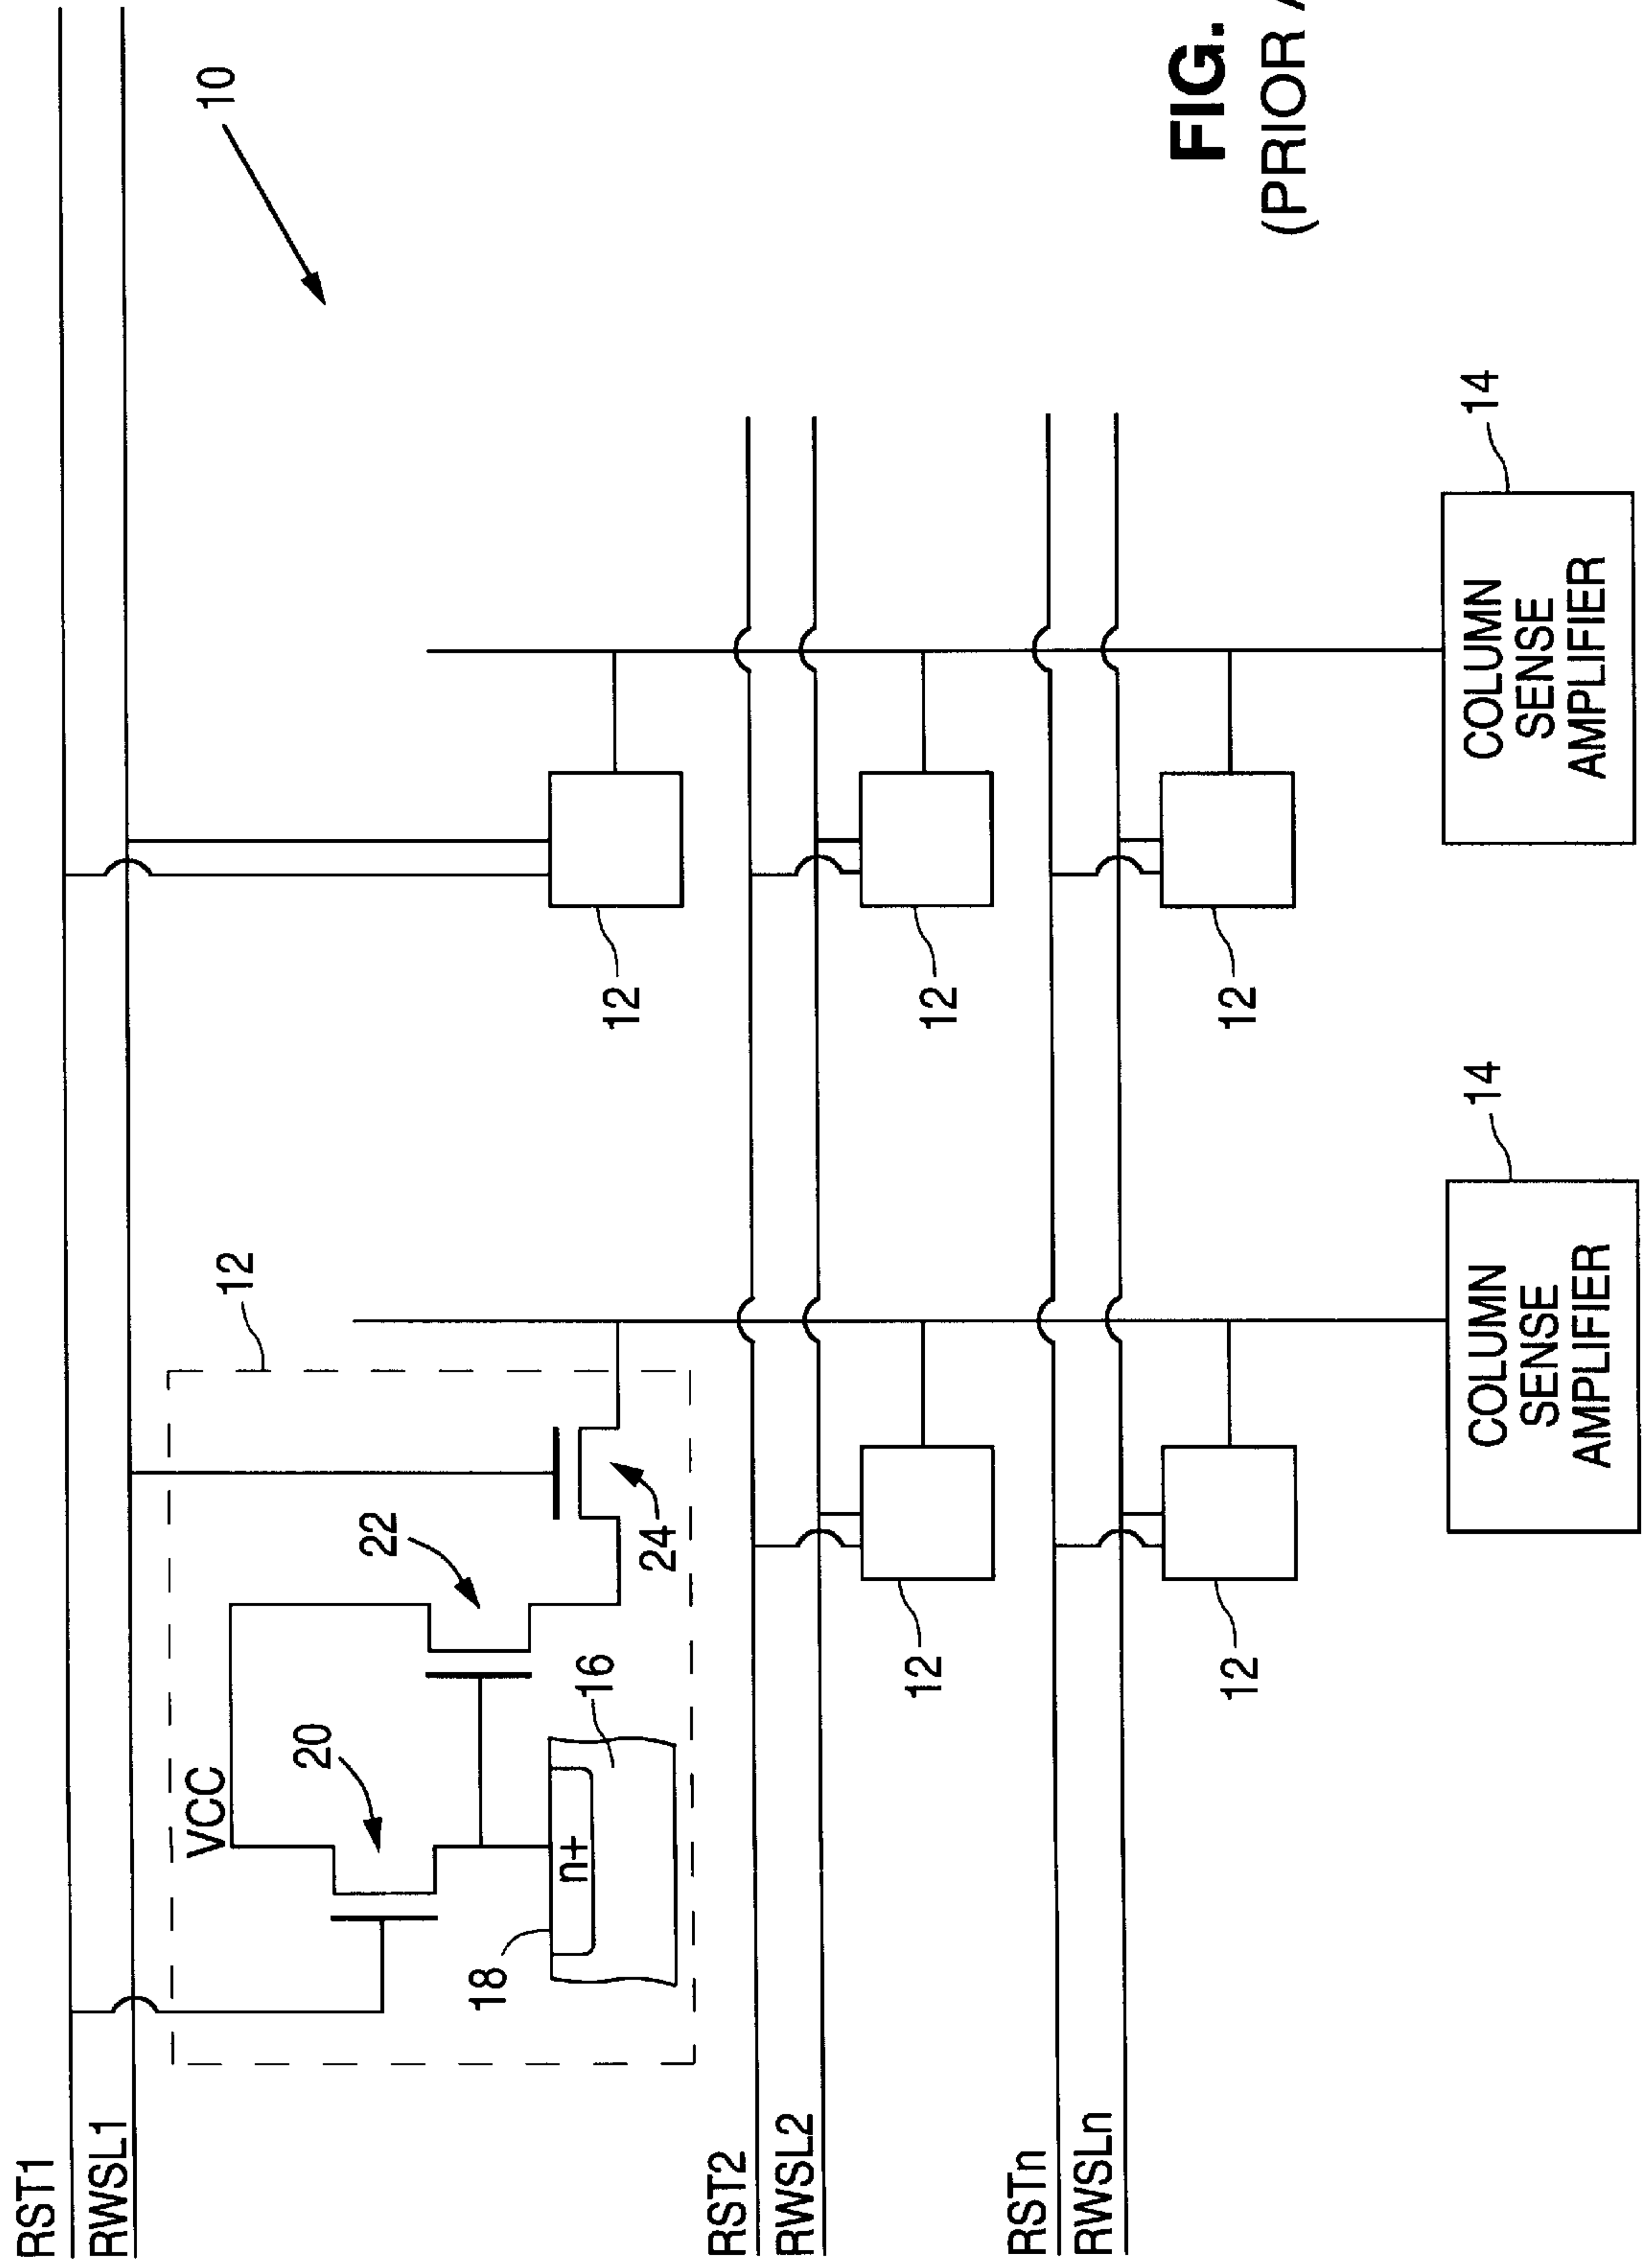 RST1
RWSL1
10
12
VCC
20
22
24
18
n+
16
12
RST2
RWSL2
12
12
RSTn
RWSLn
12
12
COLUMN
SENSE
AMPLIFIER
14
COLUMN
SENSE
AMPLIFIER
14
FIG.
(PRIOR